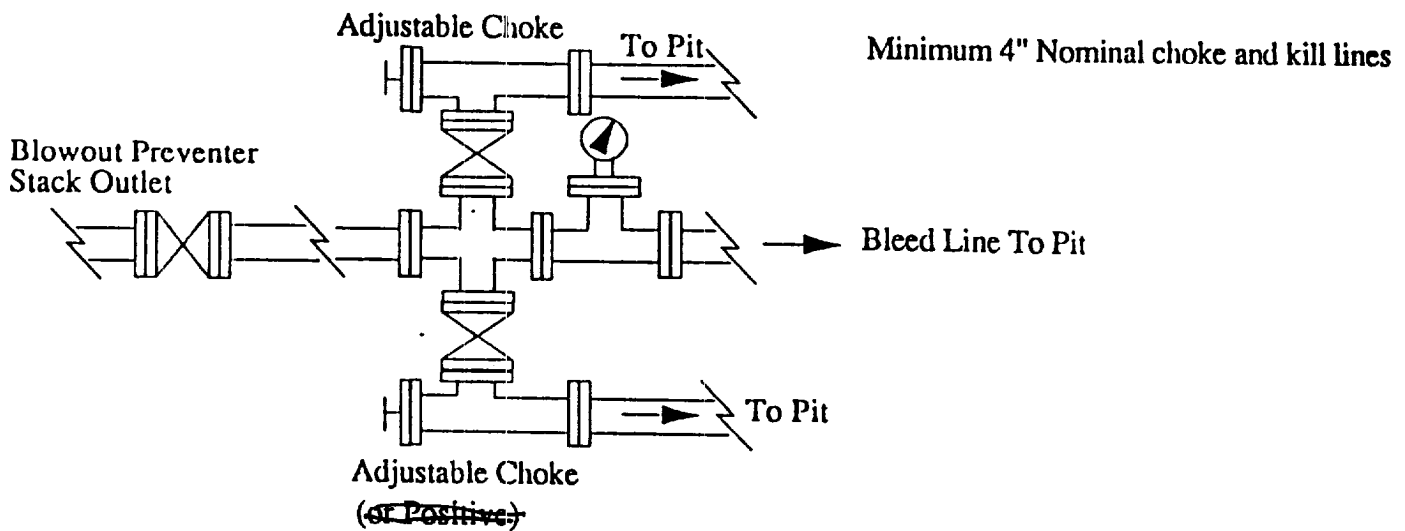 Adjustable Choke
To Pit
Minimum 4" Nominal choke and kill lines
Blowout Preventer
Stack Outlet
Bleed Line To Pit
To Pit
Adjustable Choke
(or Positive)